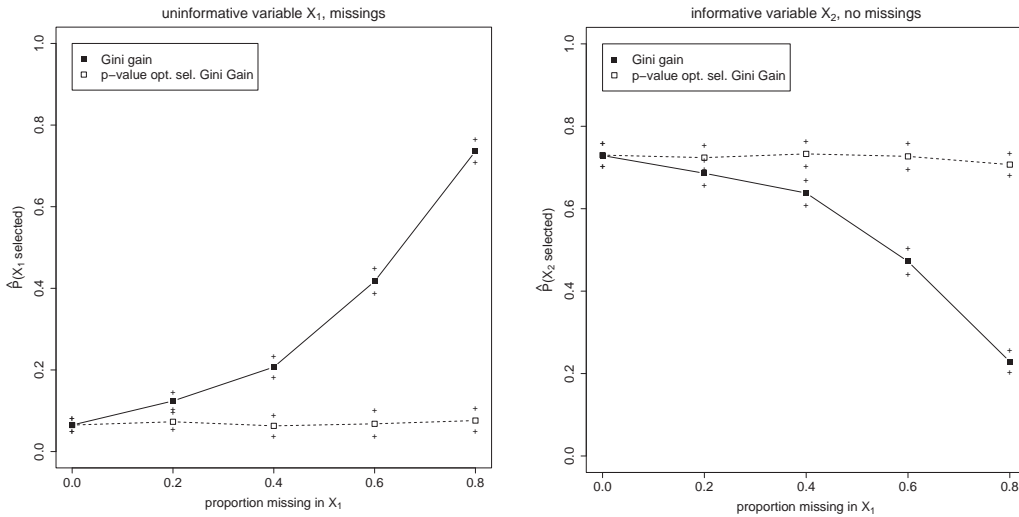 uninformative variable X₁, missings
Gini gain
p−value opt. sel. Gini Gain
P̂(X₁ selected)
1.0
0.8
0.6
0.4
0.2
0.0
0.0 0.2 0.4 0.6 0.8
proportion missing in X₁
informative variable X₂, no missings
Gini gain
p−value opt. sel. Gini Gain
P̂(X₂ selected)
1.0
0.8
0.6
0.4
0.2
0.0
0.0 0.2 0.4 0.6 0.8
proportion missing in X₁